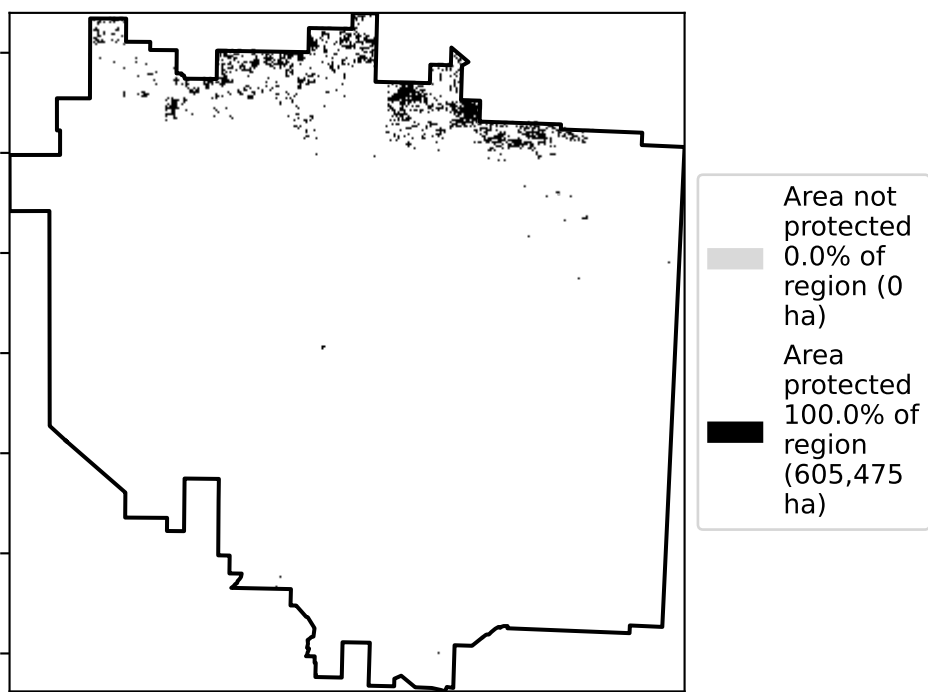 Area not
protected
0.0% of
region (0
ha)
Area
protected
100.0% of
region
(605,475
ha)